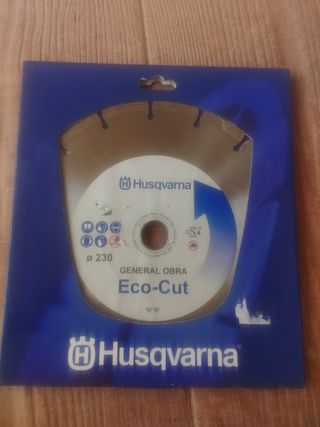 Husqvarna
ø 230
GENERAL OBRA
Eco-Cut
Husqvarna